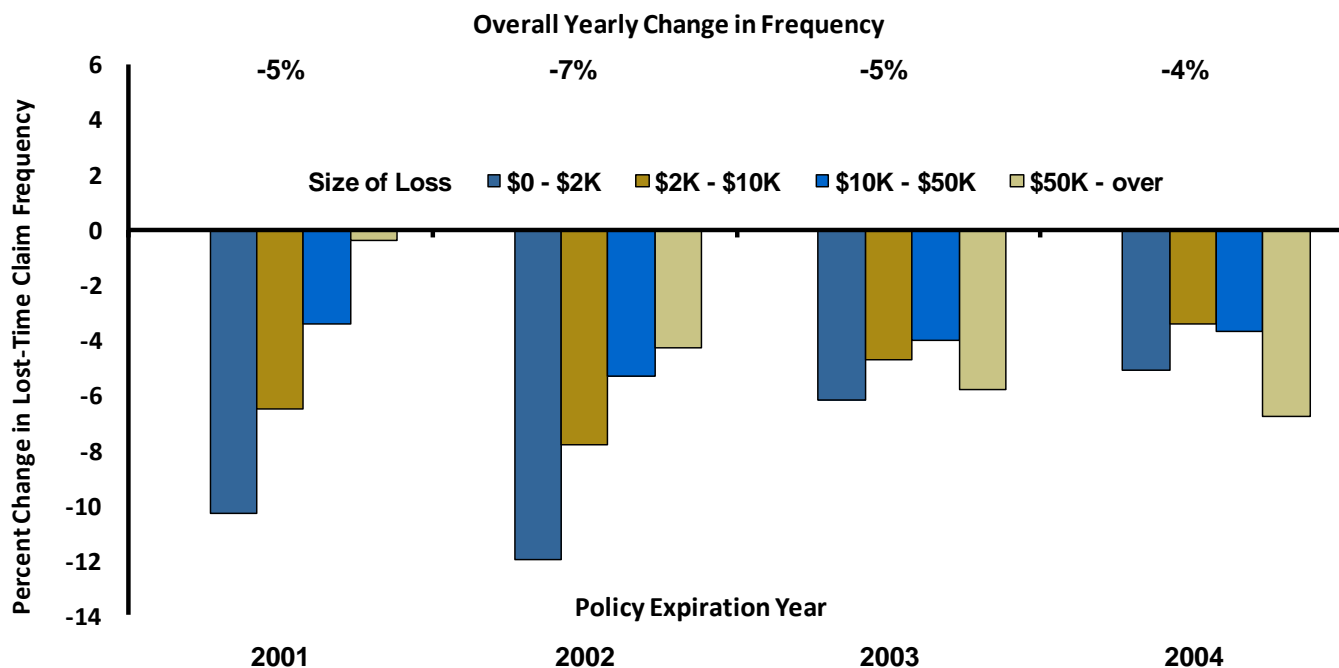 Overall Yearly Change in Frequency
-5% -7% -5% -4%
Percent Change in Lost-Time Claim Frequency
6
4
2
0
-2
-4
-6
-8
-10
-12
-14
Size of Loss $0 - $2K $2K - $10K $10K - $50K $50K - over
Policy Expiration Year
2001 2002 2003 2004